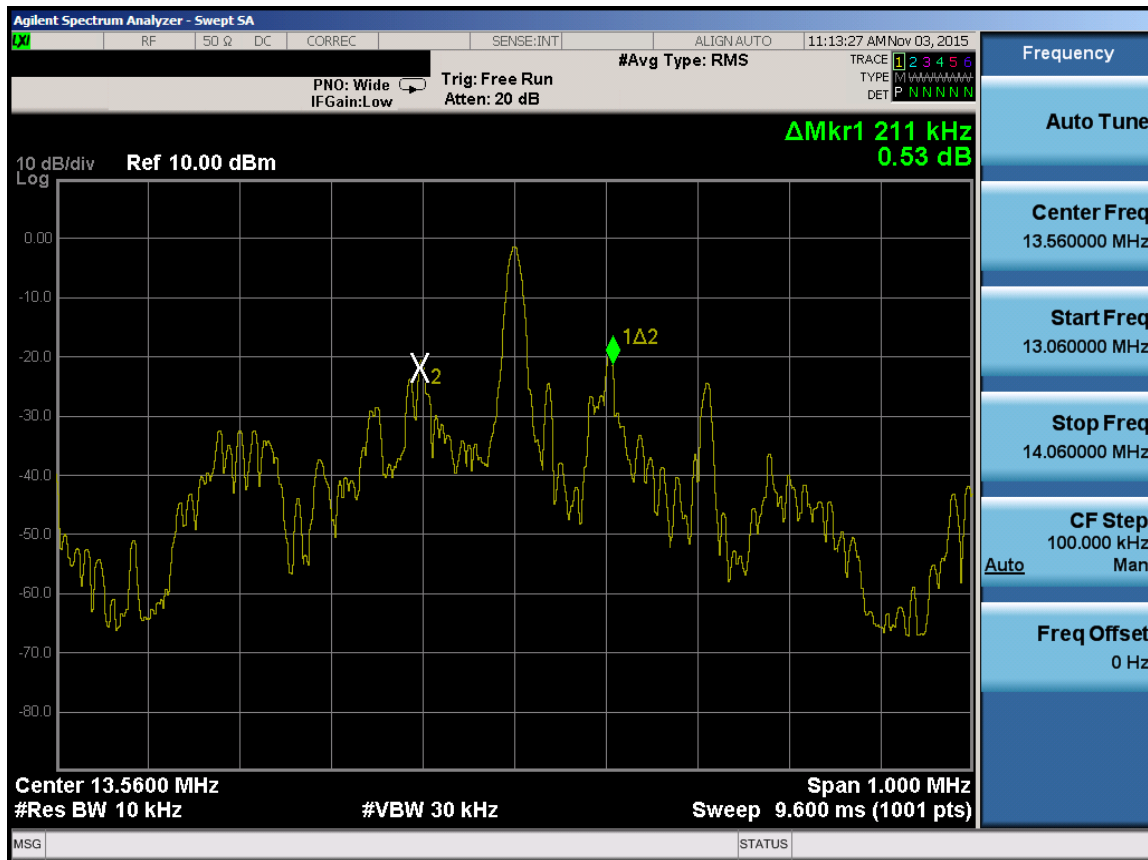 Agilent Spectrum Analyzer - Swept SA
LXI RF 50 Ω DC CORREC SENSE:INT ALIGN AUTO 11:13:27 AM Nov 03, 2015
#Avg Type: RMS
TRACE 1 2 3 4 5 6
PNO: Wide Trig: Free Run
TYPE M
IFGain:Low Atten: 20 dB
DET P N N N N N
ΔMkr1 211 kHz
0.53 dB
10 dB/div Ref 10.00 dBm
Log
0.00
-10.0
-20.0
-30.0
-40.0
-50.0
-60.0
-70.0
-80.0
2
1Δ2
Center 13.5600 MHz Span 1.000 MHz
#Res BW 10 kHz #VBW 30 kHz Sweep 9.600 ms (1001 pts)
MSG STATUS
Frequency
Auto Tune
Center Freq
13.560000 MHz
Start Freq
13.060000 MHz
Stop Freq
14.060000 MHz
CF Step
100.000 kHz
Auto Man
Freq Offset
0 Hz